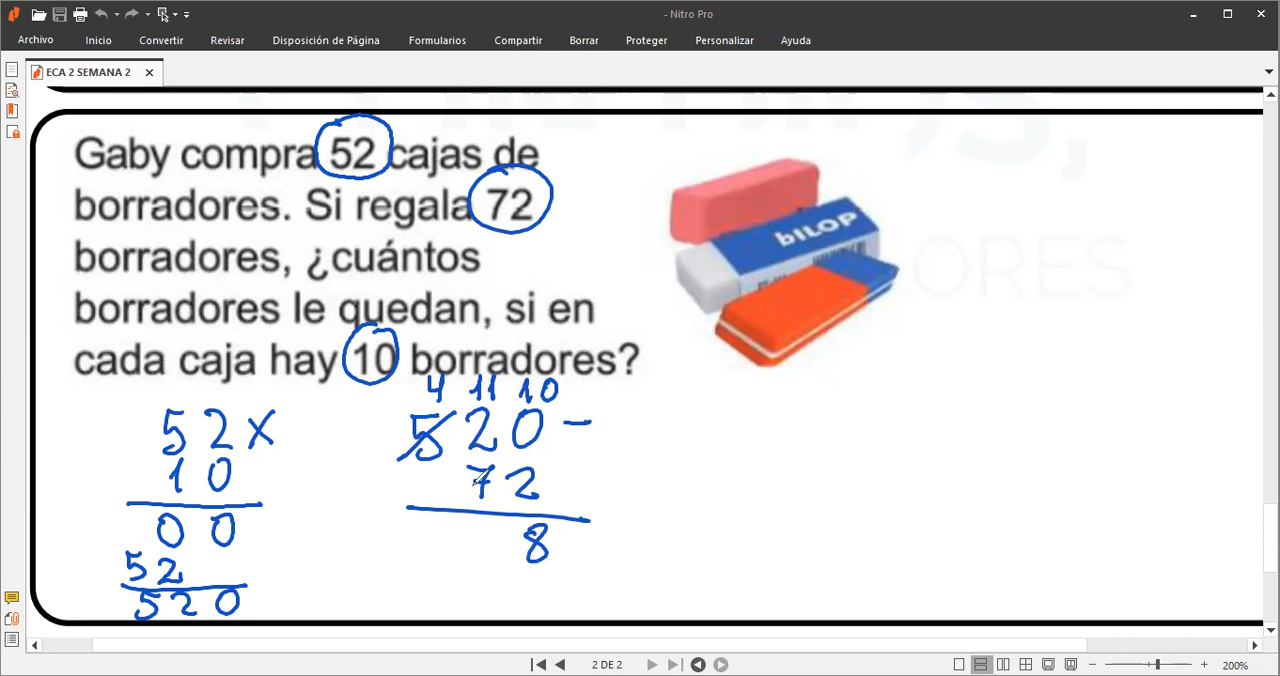 - Nitro Pro
Archivo Inicio Convertir Revisar Disposición de Página Formularios Compartir Borrar Proteger Personalizar Ayuda
ECA 2 SEMANA 2
Gaby compra 52 cajas de
borradores. Si regala 72
borradores, ¿cuántos
borradores le quedan, si en
cada caja hay 10 borradores?
bILOP
ORES
52 x
10
00
52
520
4 11 10
520 -
72
8
2 DE 2
200%